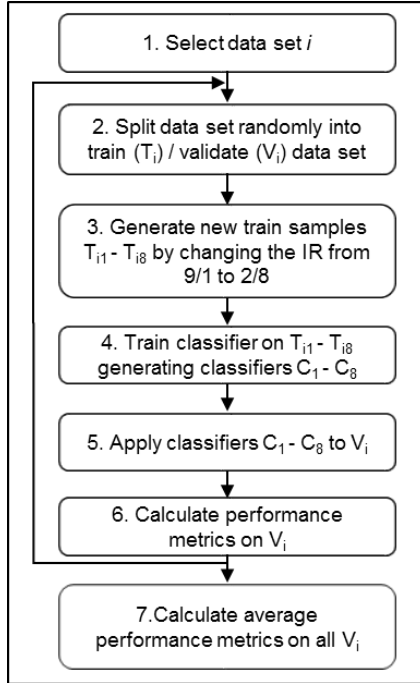 1. Select data set i
2. Split data set randomly into
train (Tᵢ) / validate (Vᵢ) data set
3. Generate new train samples
Tᵢ₁ - Tᵢ₈ by changing the IR from
9/1 to 2/8
4. Train classifier on Tᵢ₁ - Tᵢ₈
generating classifiers C₁ - C₈
5. Apply classifiers C₁ - C₈ to Vᵢ
6. Calculate performance
metrics on Vᵢ
7.Calculate average
performance metrics on all Vᵢ